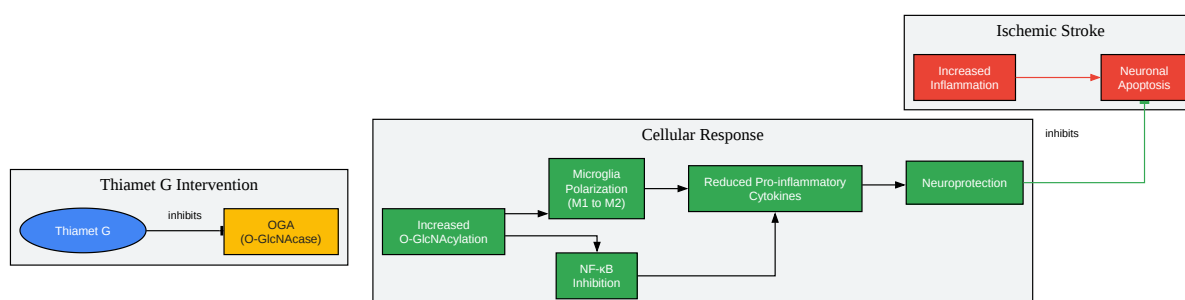 Thiamet G Intervention
Thiamet G
inhibits
OGA
(O-GlcNAcase)
Cellular Response
Increased
O-GlcNAcylation
Microglia
Polarization
(M1 to M2)
NF-κB
Inhibition
Reduced Pro-inflammatory
Cytokines
Neuroprotection
inhibits
Ischemic Stroke
Increased
Inflammation
Neuronal
Apoptosis